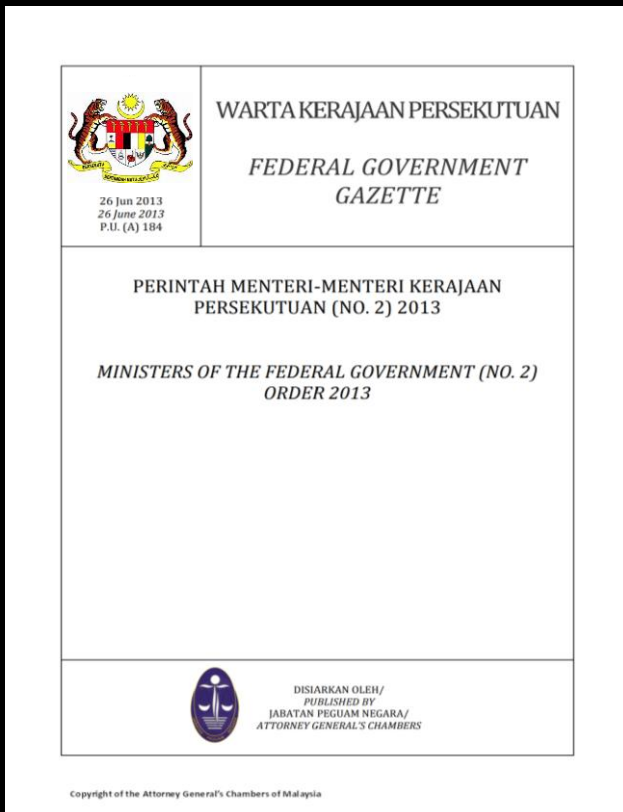 WARTA KERAJAAN PERSEKUTUAN
FEDERAL GOVERNMENT
GAZETTE
26 Jun 2013
26 June 2013
P.U. (A) 184
PERINTAH MENTERI-MENTERI KERAJAAN
PERSEKUTUAN (NO. 2) 2013
MINISTERS OF THE FEDERAL GOVERNMENT (NO. 2)
ORDER 2013
DISIARKAN OLEH/
PUBLISHED BY
JABATAN PEGUAM NEGARA/
ATTORNEY GENERAL'S CHAMBERS
Copyright of the Attorney General's Chambers of Malaysia